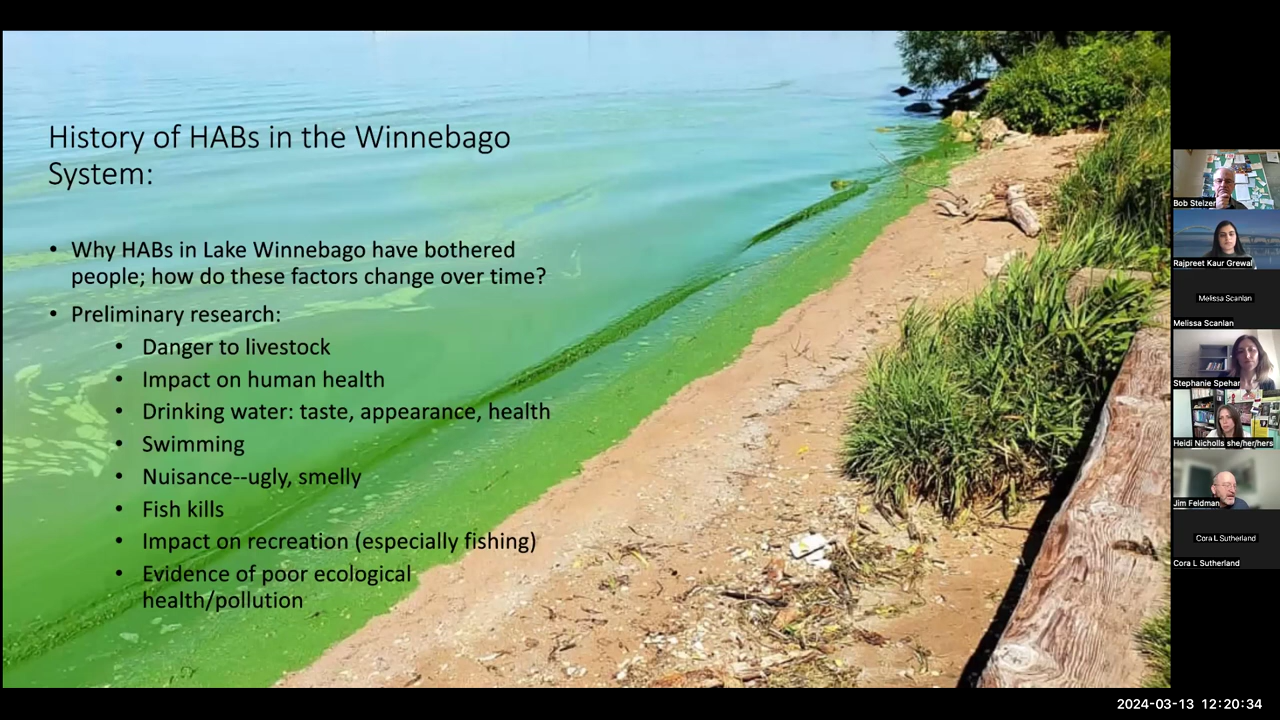 History of HABs in the Winnebago
System:
• Why HABs in Lake Winnebago have bothered
people; how do these factors change over time?
• Preliminary research:
• Danger to livestock
• Impact on human health
• Drinking water: taste, appearance, health
• Swimming
• Nuisance--ugly, smelly
• Fish kills
• Impact on recreation (especially fishing)
• Evidence of poor ecological
health/pollution
Bob Stelzer
Rajpreet Kaur Grewal
Melissa Scanlan
Melissa Scanlan
Stephanie Spehar
Heidi Nicholls she/her/hers
Jim Feldman
Cora L Sutherland
Cora L Sutherland
2024-03-13 12:20:34